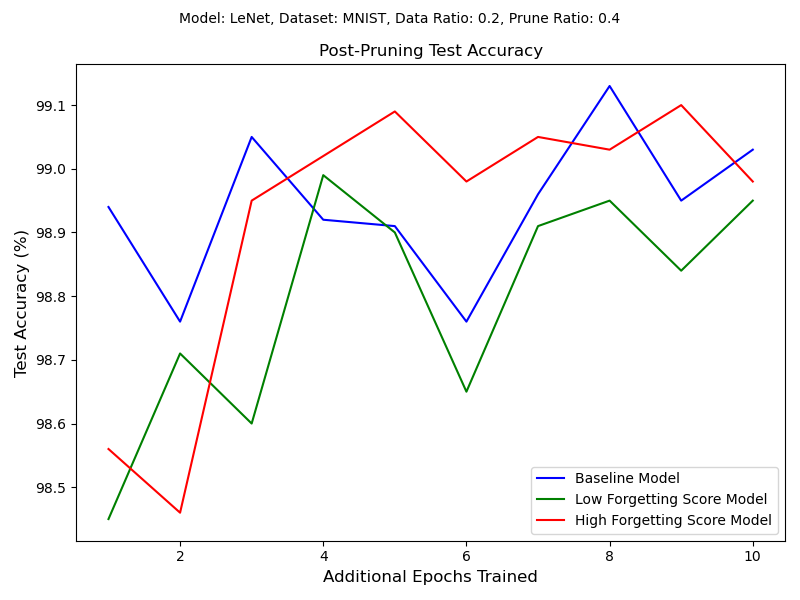 Model: LeNet, Dataset: MNIST, Data Ratio: 0.2, Prune Ratio: 0.4
Post-Pruning Test Accuracy
Test Accuracy (%)
99.1
99.0
98.9
98.8
98.7
98.6
98.5
Baseline Model
Low Forgetting Score Model
High Forgetting Score Model
2 4 6 8 10
Additional Epochs Trained